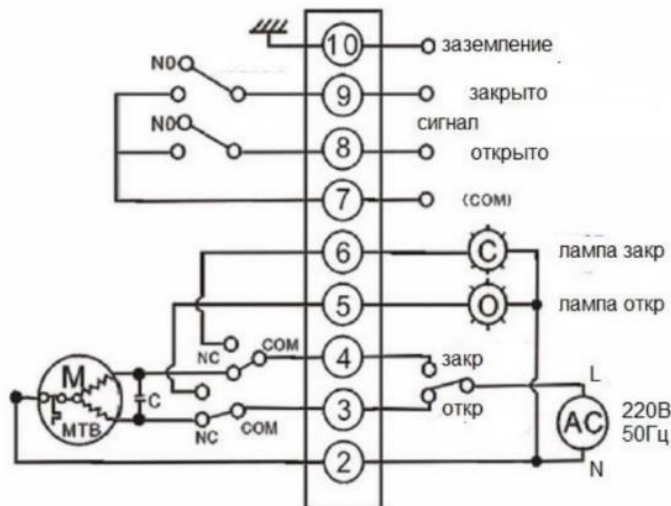 10 заземление
NO 9 закрыто
сигнал
NO 8 открыто
7 (COM)
6 C лампа закр
5 O лампа откр
NC COM 4 закр
L
M C
MTB NC COM 3 откр AC 220В
50Гц
2 N